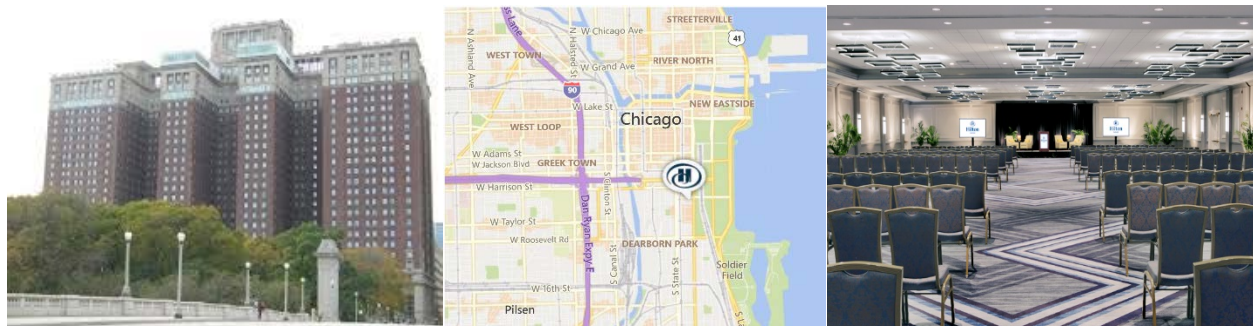 STREETERVILLE
N Ashland Ave
N Halsted St
W Chicago Ave
41
WEST TOWN
RIVER NORTH
W Grand Ave
90
W Lake St
NEW EASTSIDE
Chicago
WEST LOOP
W Adams St
W Jackson Blvd
GREEK TOWN
W Harrison St
S Clinton St
H
Dan Ryan Expy E
W Taylor St
W Roosevelt Rd
DEARBORN PARK
S Canal St
S State St
Soldier
Field
W 16th St
Pilsen
Hilton
Hilton